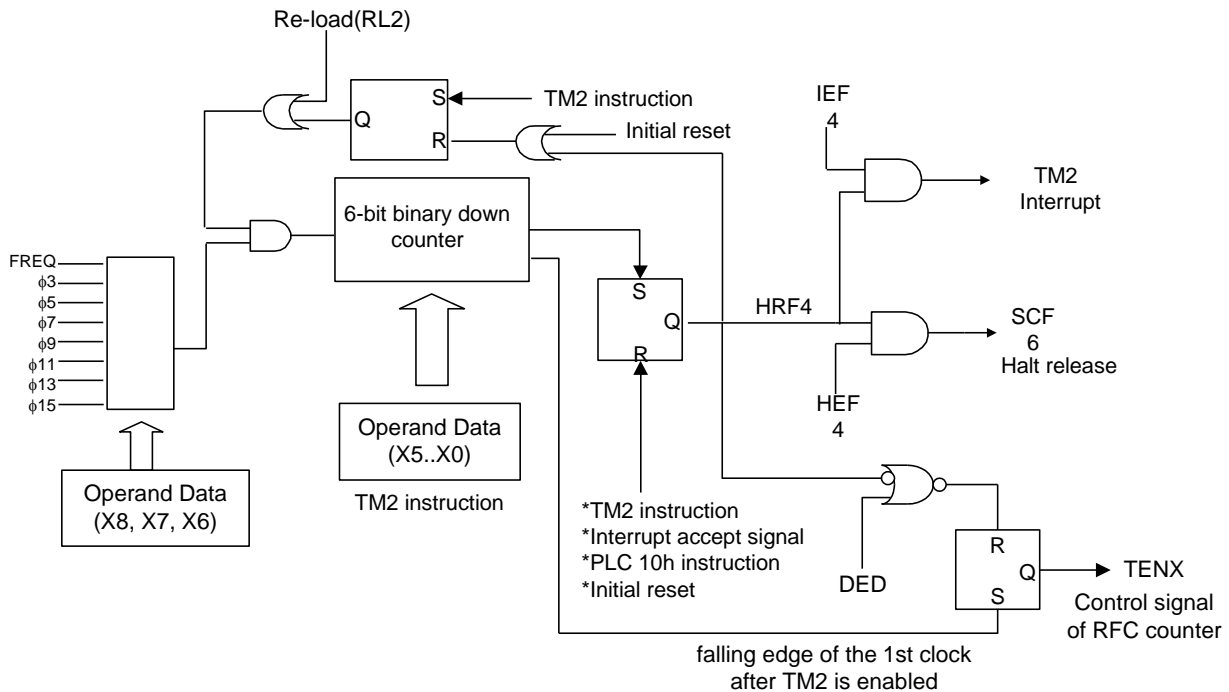 Re-load(RL2)
S
TM2 instruction
Q
R
Initial reset
IEF
4
TM2
Interrupt
6-bit binary down
counter
FREQ
ϕ3
ϕ5
ϕ7
ϕ9
ϕ11
ϕ13
ϕ15
S
Q
R
HRF4
SCF
6
Halt release
HEF
4
Operand Data
(X5..X0)
TM2 instruction
Operand Data
(X8, X7, X6)
*TM2 instruction
*Interrupt accept signal
*PLC 10h instruction
*Initial reset
DED
R
Q
S
TENX
Control signal
of RFC counter
falling edge of the 1st clock
after TM2 is enabled